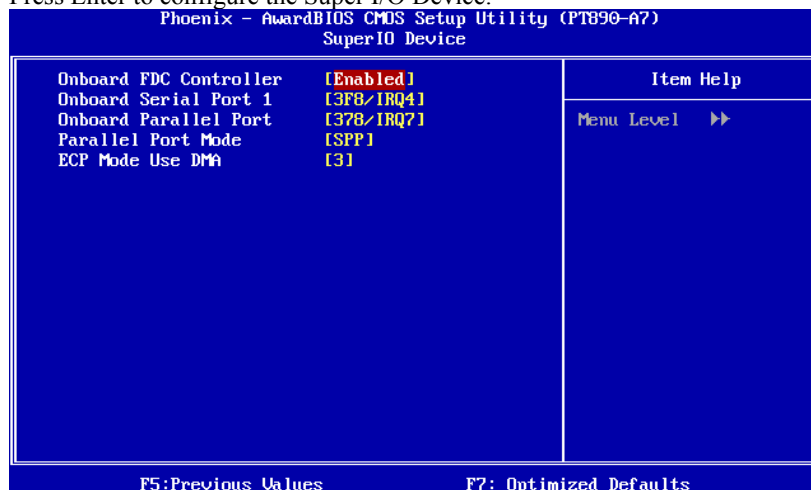 Press Enter to configure the Super I/O Device.
Phoenix - AwardBIOS CMOS Setup Utility (PT890-A7)
SuperIO Device
Onboard FDC Controller [Enabled]
Onboard Serial Port 1 [3F8/IRQ4]
Onboard Parallel Port [378/IRQ7]
Parallel Port Mode [SPP]
ECP Mode Use DMA [3]
Item Help
Menu Level ▶▶
F5:Previous Values F7: Optimized Defaults